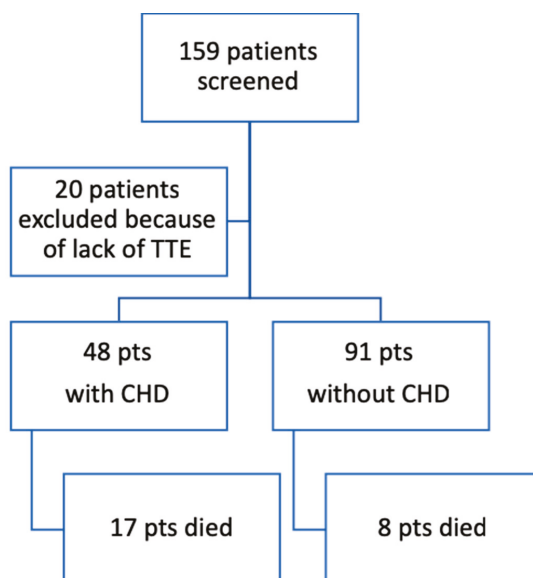 159 patients
screened
20 patients
excluded because
of lack of TTE
48 pts
with CHD
91 pts
without CHD
17 pts died
8 pts died